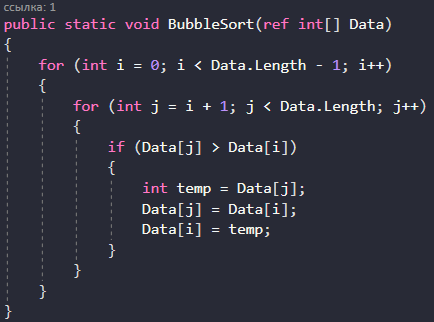 ссылка: 1
public static void BubbleSort(ref int[] Data)
{
    for (int i = 0; i < Data.Length - 1; i++)
    {
        for (int j = i + 1; j < Data.Length; j++)
        {
            if (Data[j] > Data[i])
            {
                int temp = Data[j];
                Data[j] = Data[i];
                Data[i] = temp;
            }
        }
    }
}